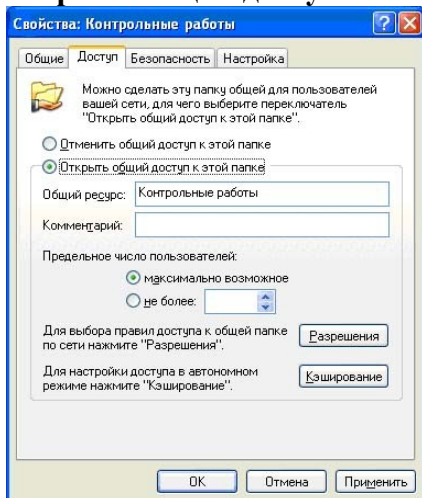 Свойства: Контрольные работы
Общие Доступ Безопасность Настройка
Можно сделать эту папку общей для пользователей
вашей сети, для чего выберите переключатель
"Открыть общий доступ к этой папке".
Отменить общий доступ к этой папке
Открыть общий доступ к этой папке
Общий ресурс: Контрольные работы
Комментарий:
Предельное число пользователей:
максимально возможное
не более:
Для выбора правил доступа к общей папке
по сети нажмите "Разрешения".
Разрешения
Для настройки доступа в автономном
режиме нажмите "Кэширование".
Кэширование
OK Отмена Применить